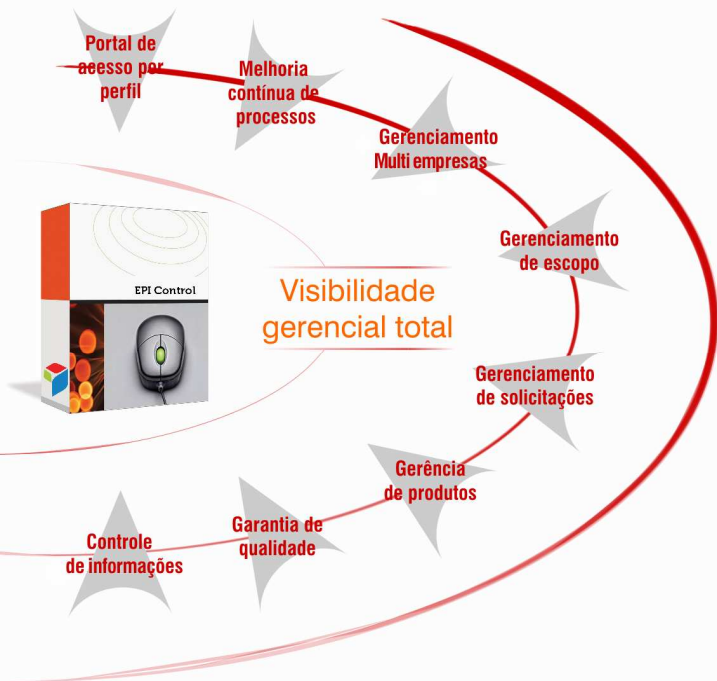 Portal de
acesso por
perfil
Melhoria
contínua de
processos
Gerenciamento
Multi empresas
Gerenciamento
de escopo
EPI Control
Visibilidade
gerencial total
Gerenciamento
de solicitações
Gerência
de produtos
Garantia de
qualidade
Controle
de informações